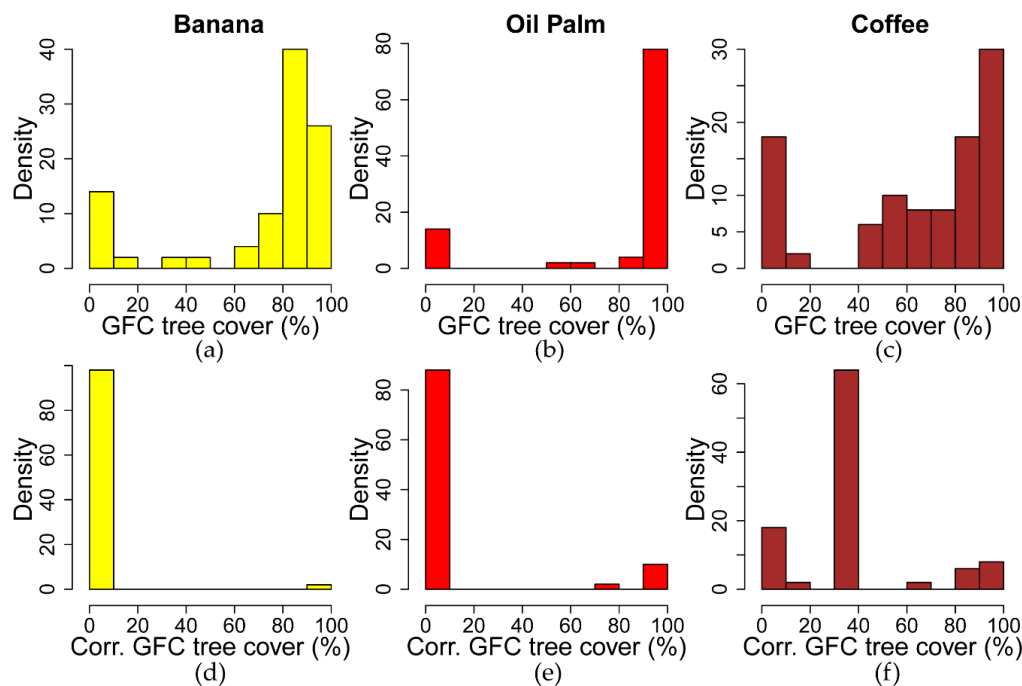 Banana
Density
0 10 20 30 40
0 20 40 60 80 100
GFC tree cover (%)
(a)
Oil Palm
Density
0 20 40 60 80
0 20 40 60 80 100
GFC tree cover (%)
(b)
Coffee
Density
0 5 10 20 30
0 20 40 60 80 100
GFC tree cover (%)
(c)
Density
0 20 40 60 80
0 20 40 60 80 100
Corr. GFC tree cover (%)
(d)
Density
0 20 40 60 80
0 20 40 60 80 100
Corr. GFC tree cover (%)
(e)
Density
0 20 40 60
0 20 40 60 80 100
Corr. GFC tree cover (%)
(f)